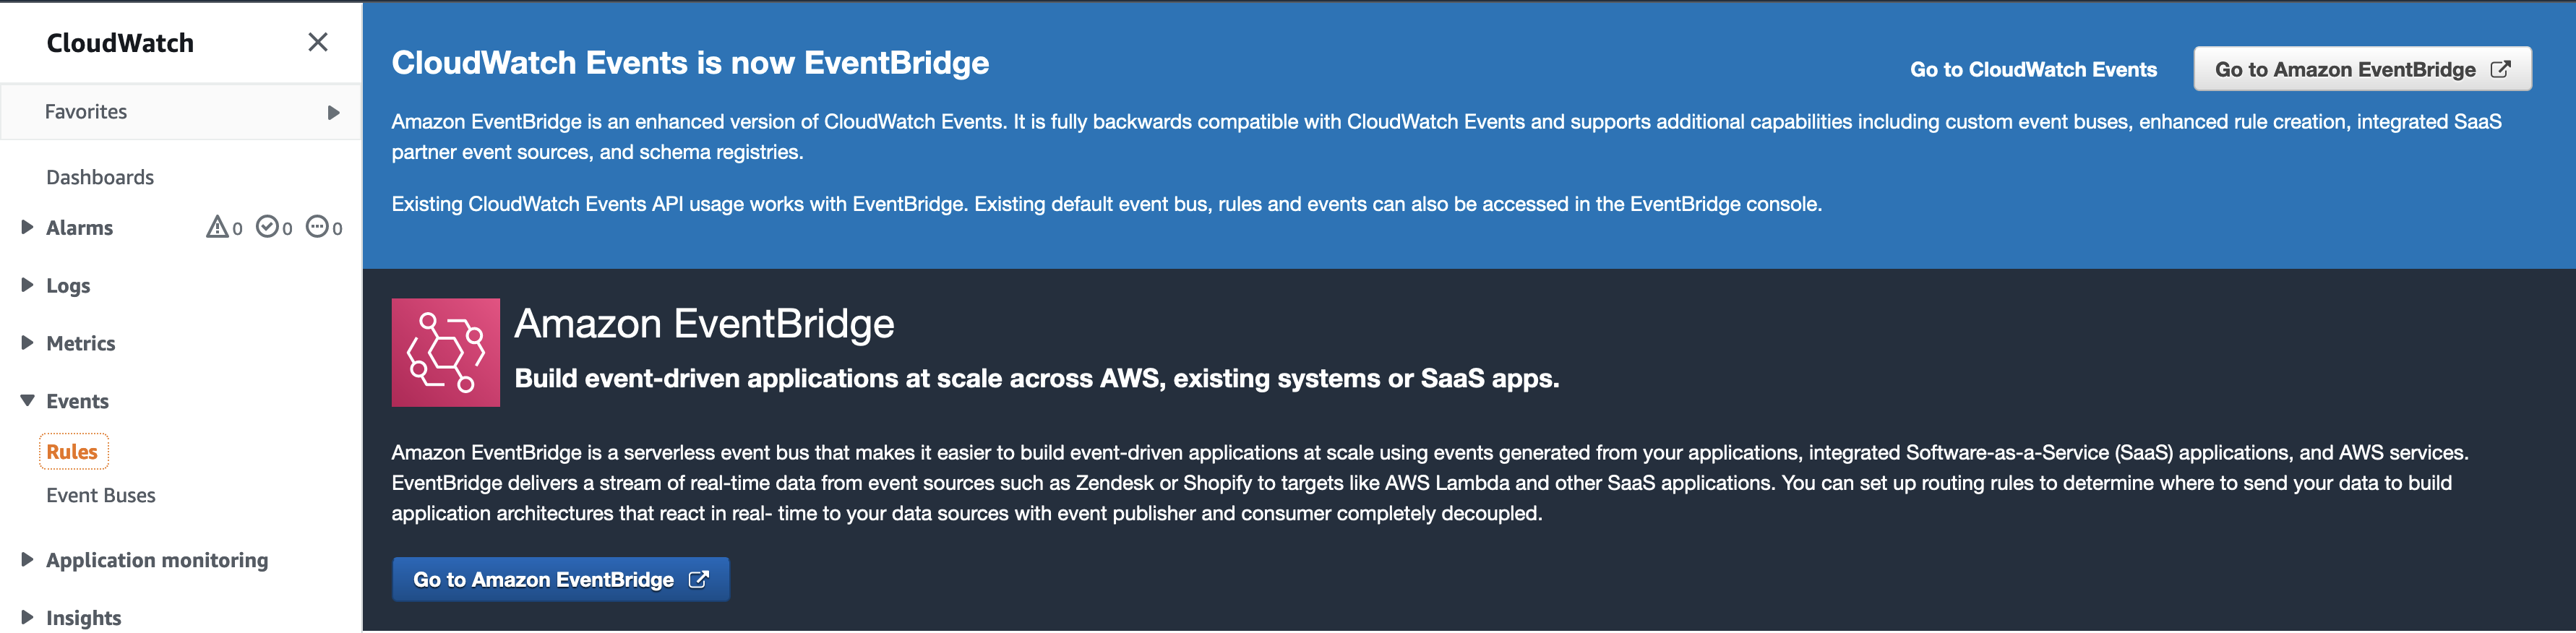 CloudWatch
Favorites
Dashboards
Alarms 0 0 0
Logs
Metrics
Events
Rules
Event Buses
Application monitoring
Insights
CloudWatch Events is now EventBridge
Go to CloudWatch Events
Go to Amazon EventBridge
Amazon EventBridge is an enhanced version of CloudWatch Events. It is fully backwards compatible with CloudWatch Events and supports additional capabilities including custom event buses, enhanced rule creation, integrated SaaS
partner event sources, and schema registries.
Existing CloudWatch Events API usage works with EventBridge. Existing default event bus, rules and events can also be accessed in the EventBridge console.
Amazon EventBridge
Build event-driven applications at scale across AWS, existing systems or SaaS apps.
Amazon EventBridge is a serverless event bus that makes it easier to build event-driven applications at scale using events generated from your applications, integrated Software-as-a-Service (SaaS) applications, and AWS services.
EventBridge delivers a stream of real-time data from event sources such as Zendesk or Shopify to targets like AWS Lambda and other SaaS applications. You can set up routing rules to determine where to send your data to build
application architectures that react in real- time to your data sources with event publisher and consumer completely decoupled.
Go to Amazon EventBridge